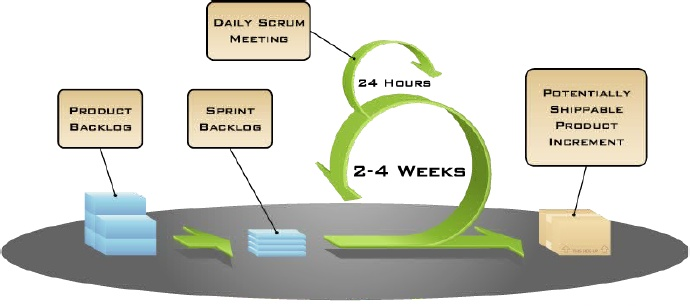 DAILY SCRUM
MEETING
24 HOURS
PRODUCT
BACKLOG
SPRINT
BACKLOG
POTENTIALLY
SHIPPABLE
PRODUCT
INCREMENT
2-4 WEEKS